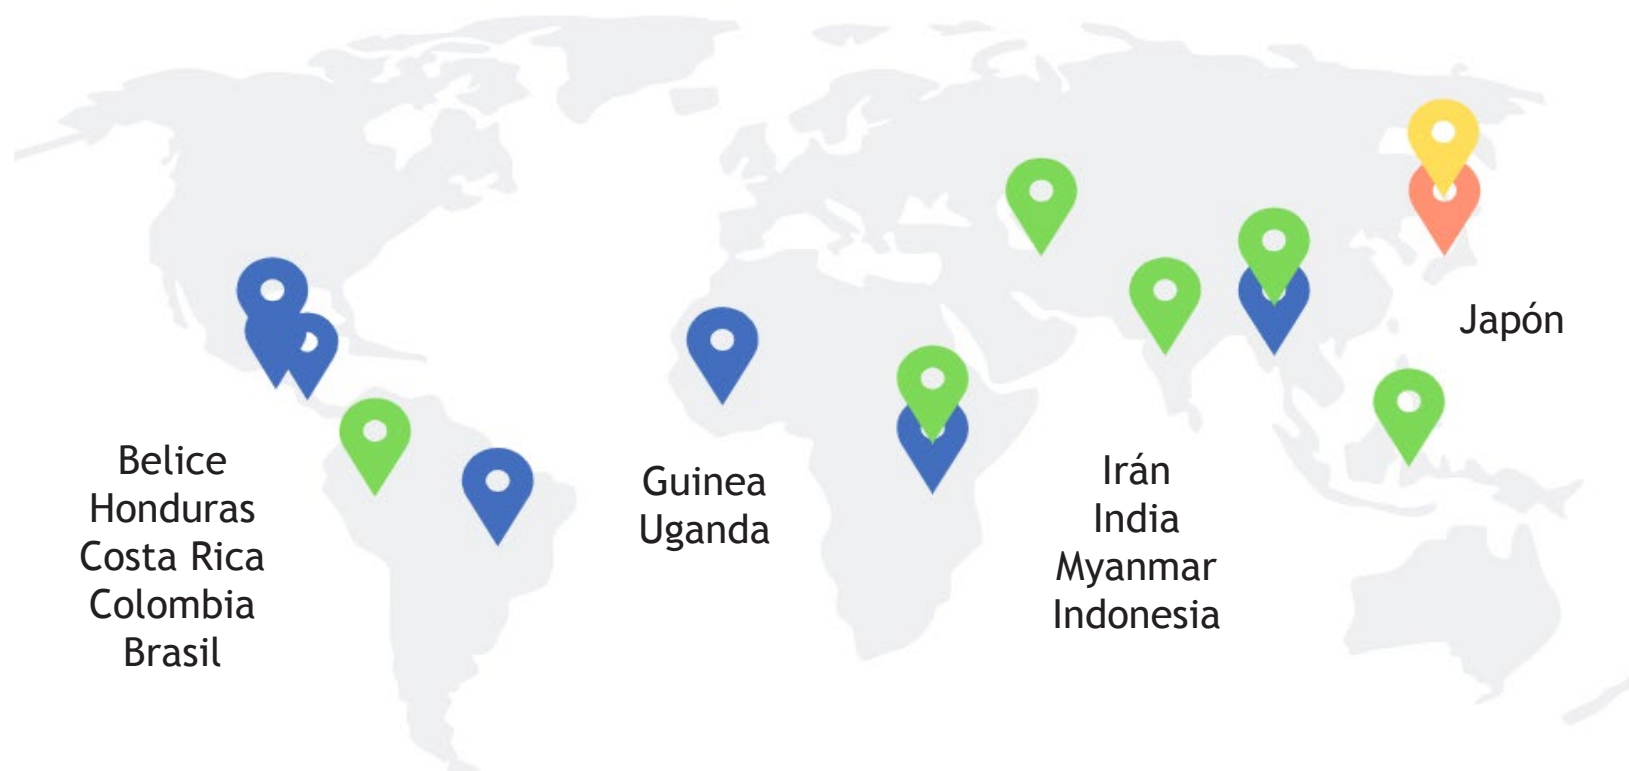 Belice
Honduras
Costa Rica
Colombia
Brasil
Guinea
Uganda
Irán
India
Myanmar
Indonesia
Japón